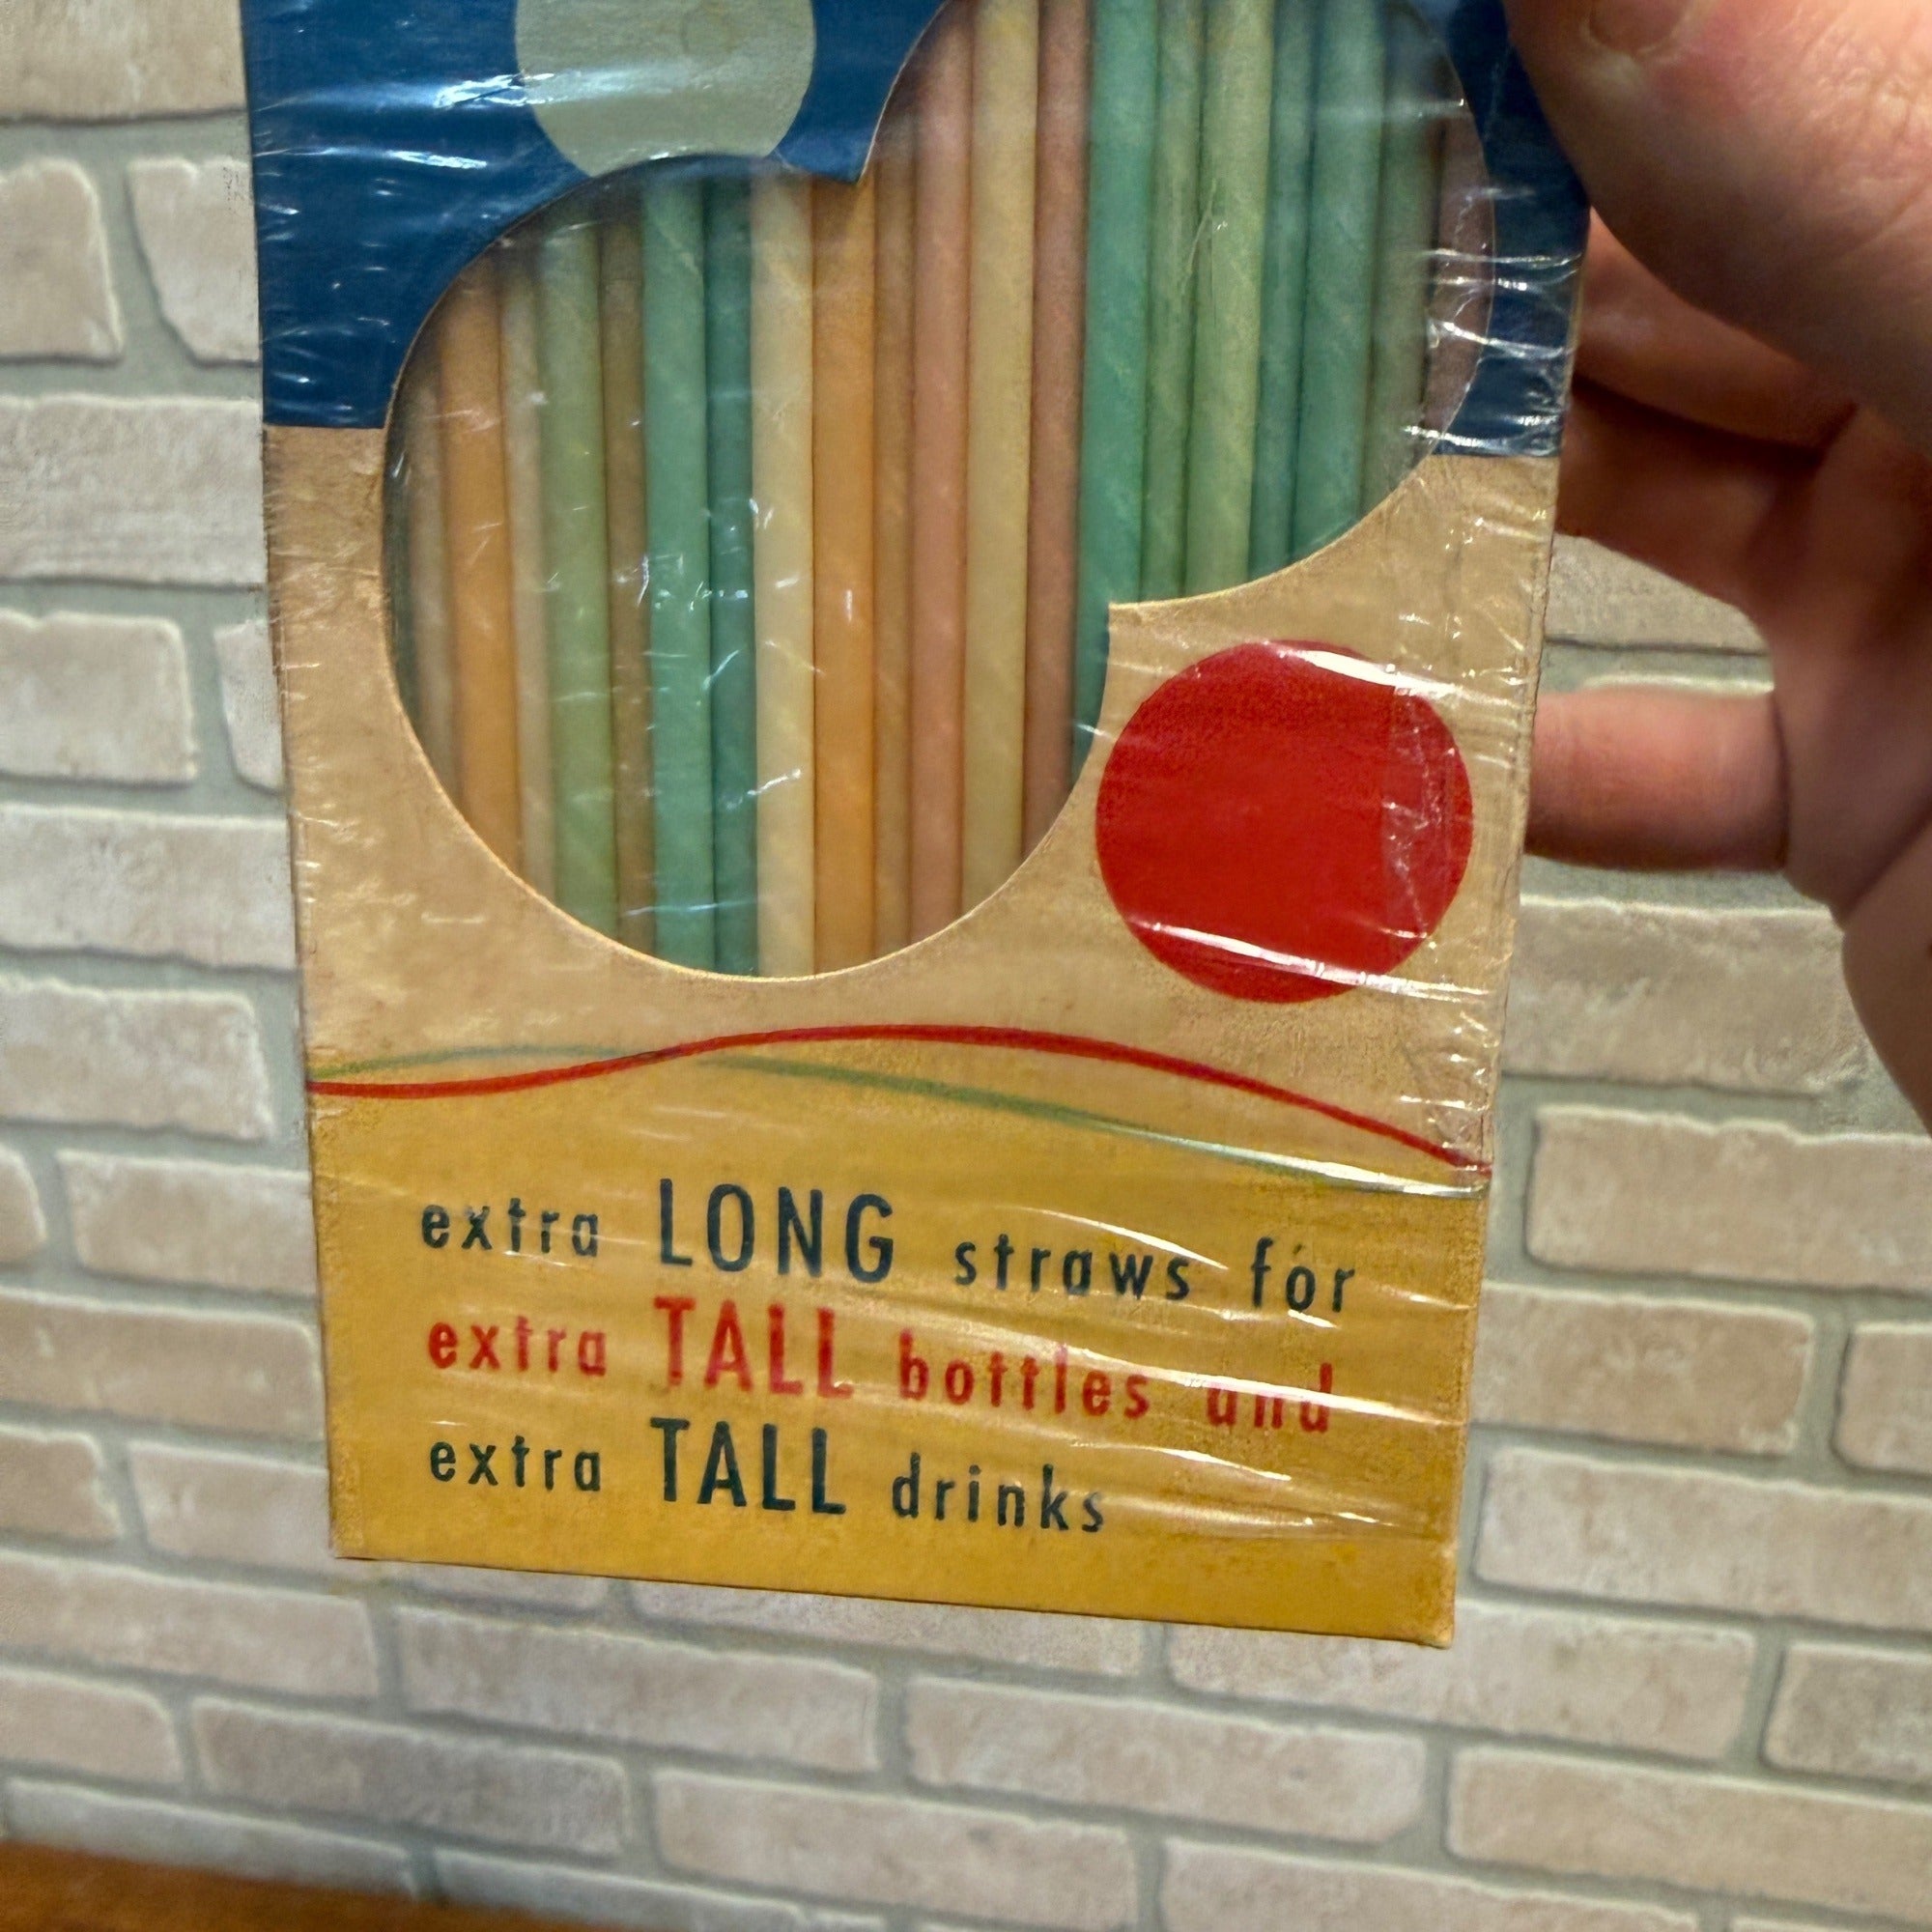 extra LONG straws for
extra TALL bottles and
extra TALL drinks